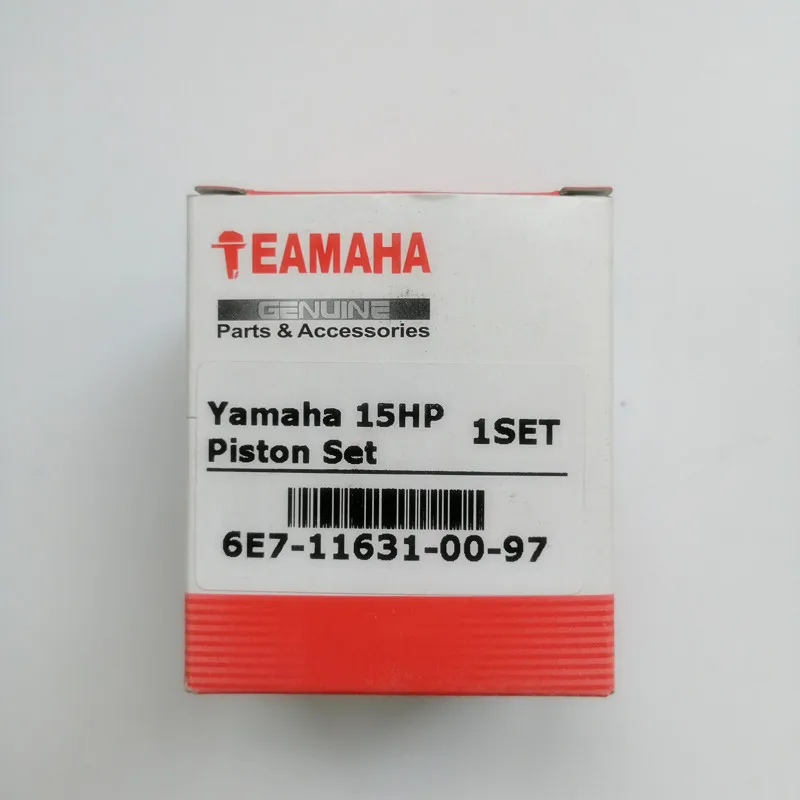 TEAMAHA
GENUINE
Parts & Accessories
Yamaha 15HP 1SET
Piston Set
6E7-11631-00-97